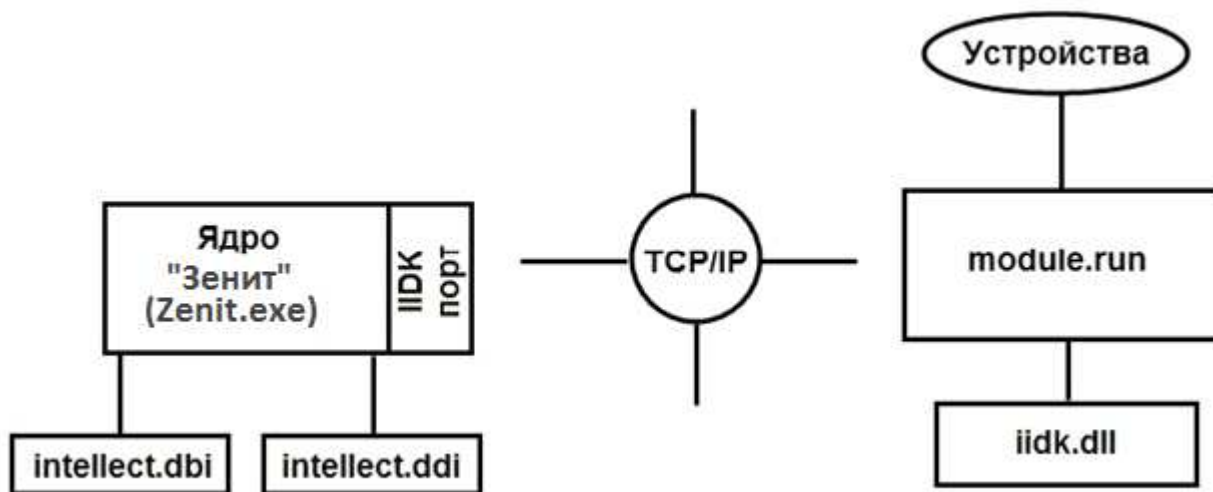 Устройства
Ядро
"Зенит"
(Zenit.exe)
IIDK
порт
TCP/IP
module.run
intellect.dbi
intellect.ddi
iidk.dll